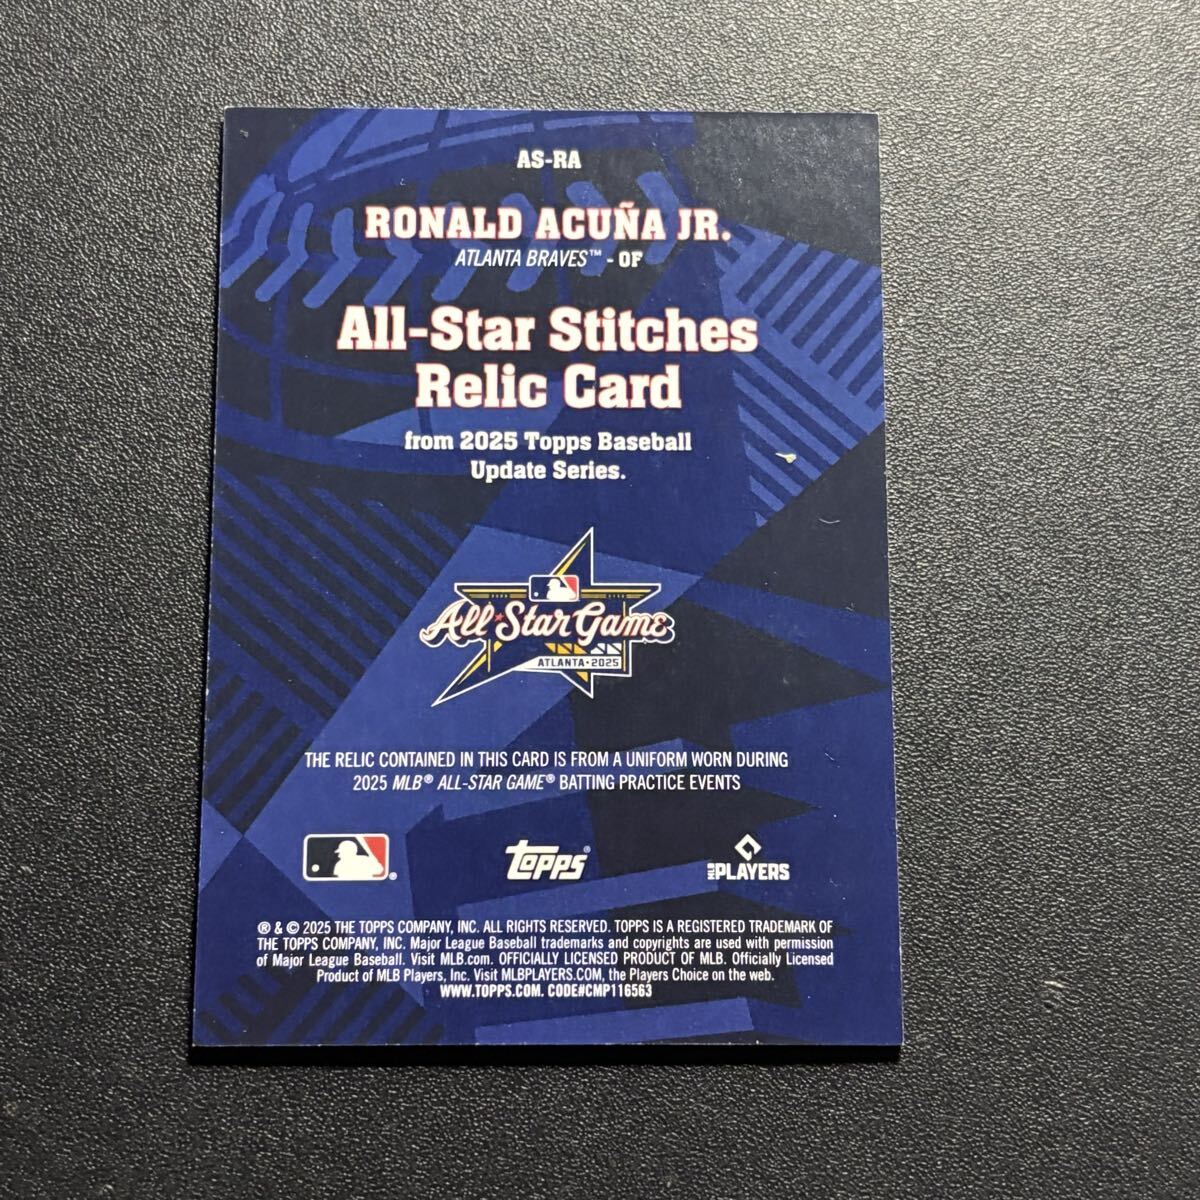 AS-RA
RONALD ACUÑA JR.
ATLANTA BRAVES™ - OF
All-Star Stitches
Relic Card
from 2025 Topps Baseball
Update Series.
All★Star Game
ATLANTA • 2025
THE RELIC CONTAINED IN THIS CARD IS FROM A UNIFORM WORN DURING
2025 MLB® ALL-STAR GAME® BATTING PRACTICE EVENTS
®
TOPPS®
MLB PLAYERS
® & © 2025 THE TOPPS COMPANY, INC. ALL RIGHTS RESERVED. TOPPS IS A REGISTERED TRADEMARK OF
THE TOPPS COMPANY, INC. Major League Baseball trademarks and copyrights are used with permission
of Major League Baseball. Visit MLB.com. OFFICIALLY LICENSED PRODUCT OF MLB. Officially Licensed
Product of MLB Players, Inc. Visit MLBPLAYERS.COM, the Players Choice on the web.
WWW.TOPPS.COM. CODE#CMP116563